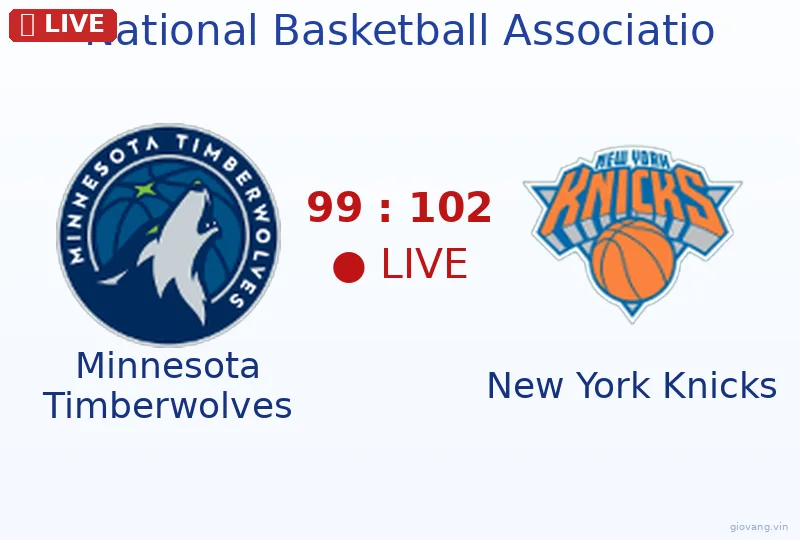 LIVE
National Basketball Associatio
MINNESOTA TIMBERWOLVES
NEW YORK
KNICKS
99 : 102
● LIVE
Minnesota
Timberwolves
New York Knicks
giovang.vin